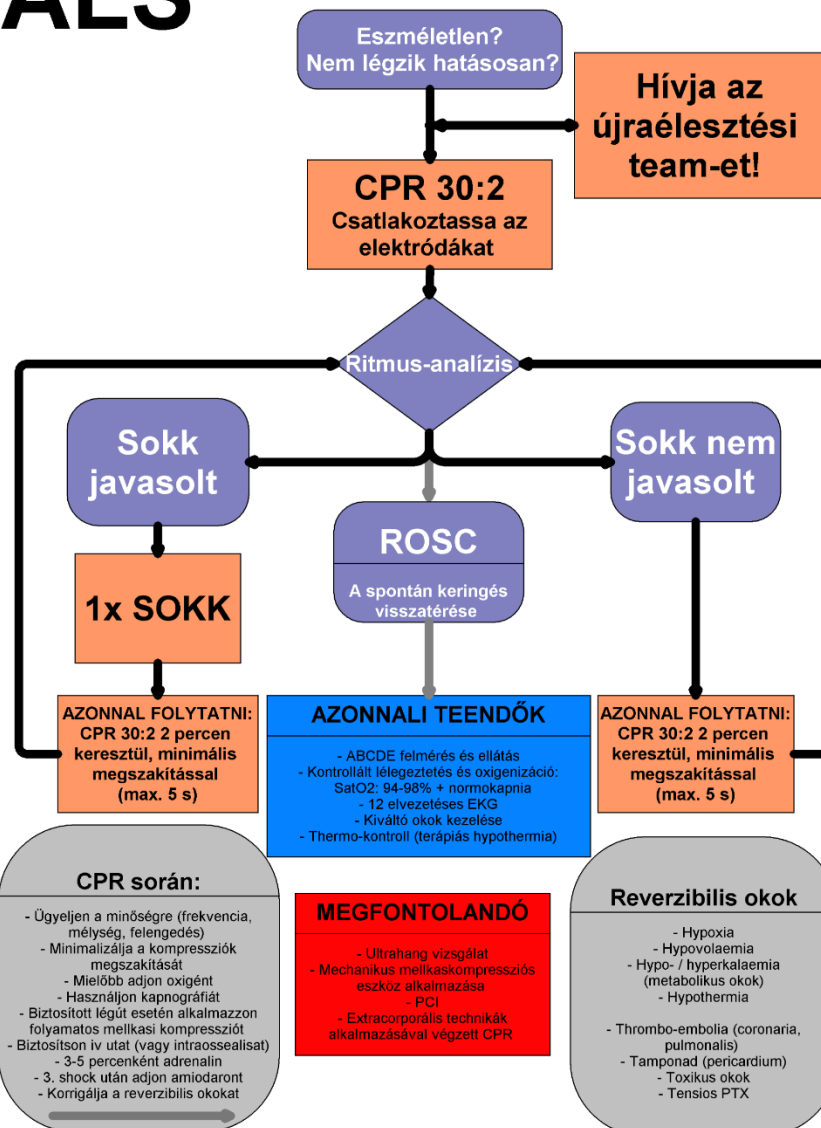 ALS
Eszméletlen?
Nem légzik hatásosan?
Hívja az
újraélesztési
team-et!
CPR 30:2
Csatlakoztassa az
elektródákat
Ritmus-analízis
Sokk
javasolt
Sokk nem
javasolt
ROSC
A spontán keringés
visszatérése
1x SOKK
AZONNAL FOLYTATNI:
CPR 30:2 2 percen
keresztül, minimális
megszakítással
(max. 5 s)
AZONNALI TEENDŐK
- ABCDE felmérés és ellátás
- Kontrollált lélegeztetés és oxigenizáció:
SatO2: 94-98% + normokapnia
- 12 elvezetéses EKG
- Kiváltó okok kezelése
- Thermo-kontroll (terápiás hypothermia)
AZONNAL FOLYTATNI:
CPR 30:2 2 percen
keresztül, minimális
megszakítással
(max. 5 s)
CPR során:
- Ügyeljen a minőségre (frekvencia,
mélység, felengedés)
- Minimalizálja a kompressziók
megszakítását
- Mielőbb adjon oxigént
- Használjon kapnográfiát
- Biztosított légút esetén alkalmazzon
folyamatos mellkasi kompressziót
- Biztosítson iv utat (vagy intraossealisat)
- 3-5 percenként adrenalin
- 3. shock után adjon amiodaront
- Korrigálja a reverzibilis okokat
MEGFONTOLANDÓ
- Ultrahang vizsgálat
- Mechanikus mellkaskompressziós
eszköz alkalmazása
- PCI
- Extracorporális technikák
alkalmazásával végzett CPR
Reverzibilis okok
- Hypoxia
- Hypovolaemia
- Hypo- / hyperkalaemia
(metabolikus okok)
- Hypothermia
- Thrombo-embolia (coronaria,
pulmonalis)
- Tamponad (pericardium)
- Toxikus okok
- Tensios PTX